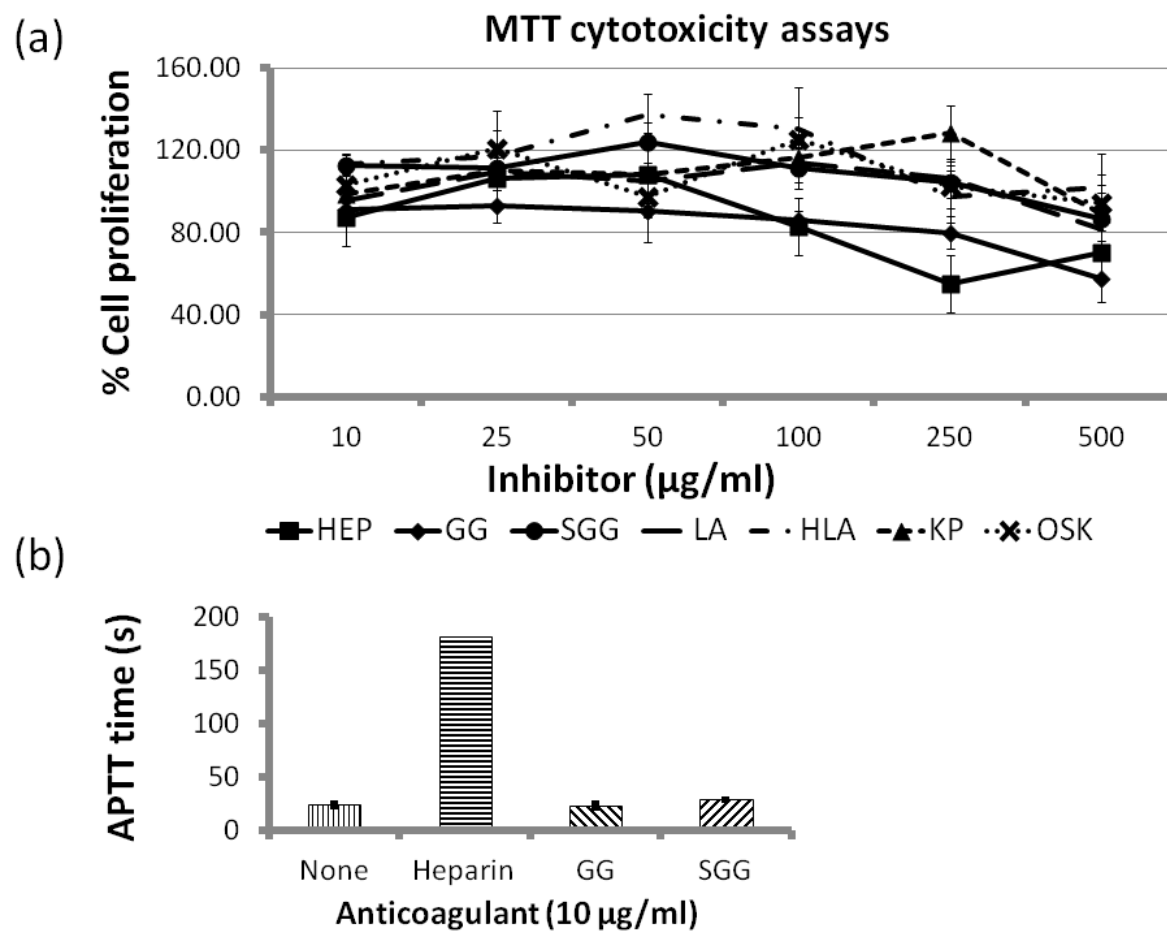 (a)
MTT cytotoxicity assays
% Cell proliferation
160.00
120.00
80.00
40.00
0.00
10 25 50 100 250 500
Inhibitor (µg/ml)
HEP GG SGG LA HLA KP OSK
(b)
APTT time (s)
200
150
100
50
0
None Heparin GG SGG
Anticoagulant (10 µg/ml)